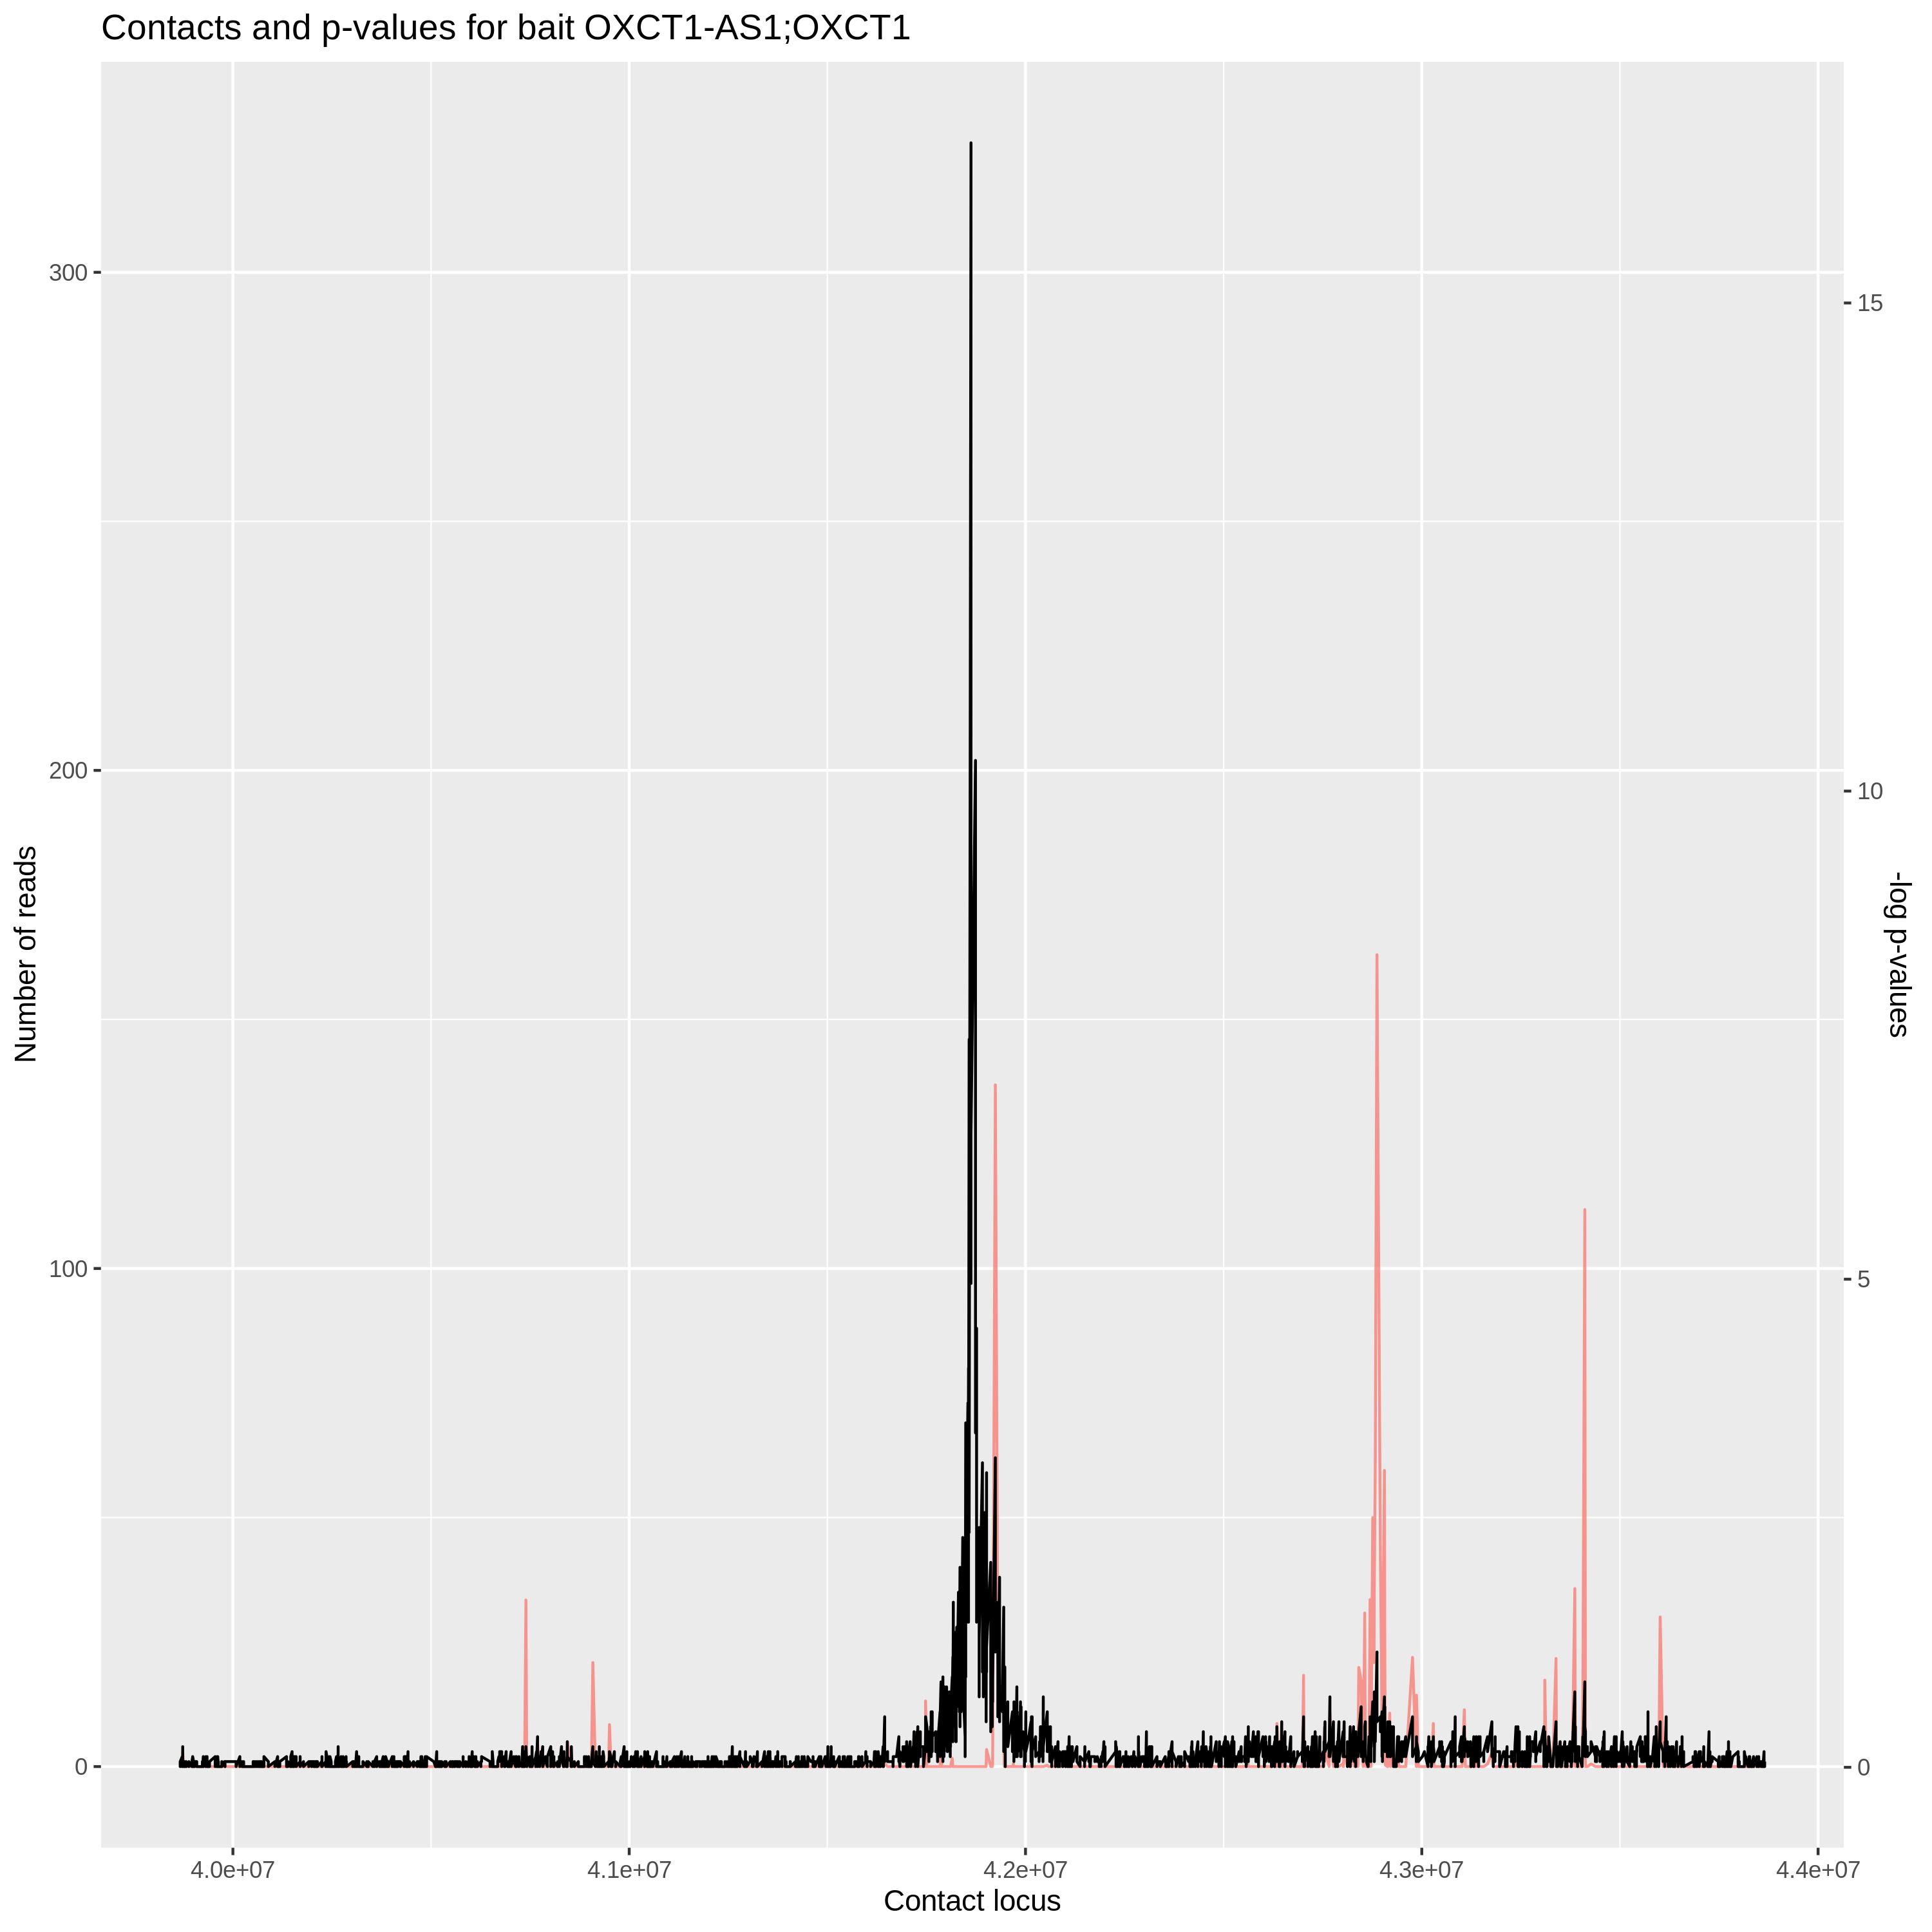 Contacts and p-values for bait OXCT1-AS1;OXCT1
300
200
100
0
Number of reads
15
10
5
0
-log p-values
4.0e+07
4.1e+07
4.2e+07
4.3e+07
4.4e+07
Contact locus